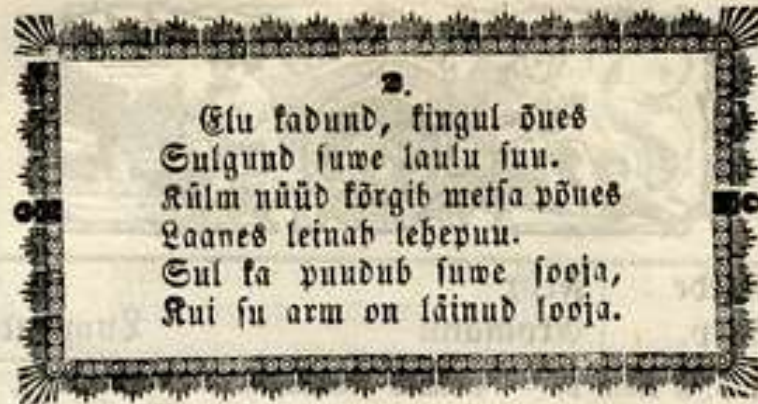 2.
Elu kadund, kingul õues
Sulgund suwe laulu suu.
Külm nüüd kõrgib metsa põues
Laanes leinab lehepuu.
Sul ka puudub suwe sooja,
Kui su arm on läinud looja.